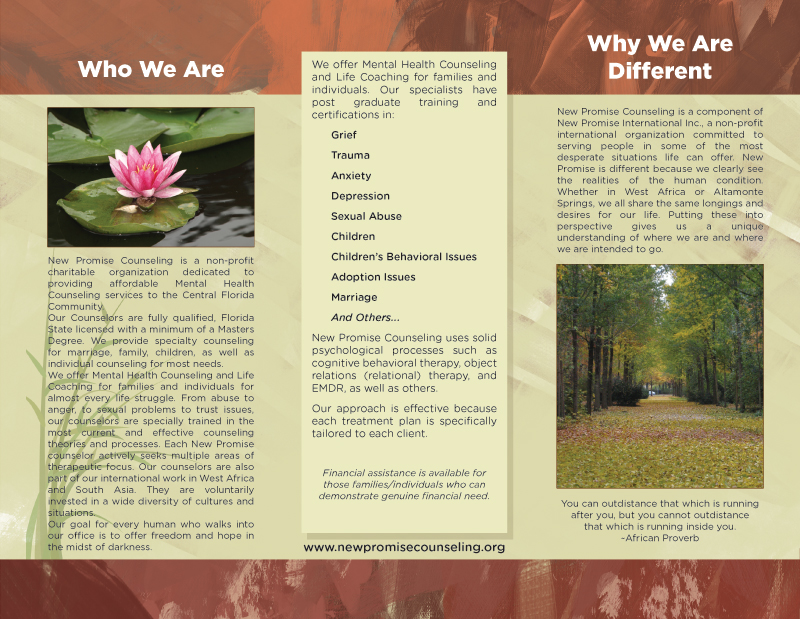 Who We Are
New Promise Counseling is a non-profit
charitable organization dedicated to
providing affordable Mental Health
Counseling services to the Central Florida
Community.
Our Counselors are fully qualified, Florida
State licensed with a minimum of a Masters
Degree. We provide specialty counseling
for marriage, family, children, as well as
individual counseling for most needs.
We offer Mental Health Counseling and Life
Coaching for families and individuals for
almost every life struggle. From abuse to
anger, to sexual problems to trust issues,
our counselors are specially trained in the
most current and effective counseling
theories and processes. Each New Promise
counselor actively seeks multiple areas of
therapeutic focus. Our counselors are also
part of our international work in West Africa
and South Asia. They are voluntarily
invested in a wide diversity of cultures and
situations.
Our goal for every human who walks into
our office is to offer freedom and hope in
the midst of darkness.
We offer Mental Health Counseling
and Life Coaching for families and
individuals. Our specialists have
post graduate training and
certifications in:
Grief
Trauma
Anxiety
Depression
Sexual Abuse
Children
Children's Behavioral Issues
Adoption Issues
Marriage
And Others...
New Promise Counseling uses solid
psychological processes such as
cognitive behavioral therapy, object
relations (relational) therapy, and
EMDR, as well as others.
Our approach is effective because
each treatment plan is specifically
tailored to each client.
Financial assistance is available for
those families/individuals who can
demonstrate genuine financial need.
www.newpromisecounseling.org
Why We Are
Different
New Promise Counseling is a component of
New Promise International Inc., a non-profit
international organization committed to
serving people in some of the most
desperate situations life can offer. New
Promise is different because we clearly see
the realities of the human condition.
Whether in West Africa or Altamonte
Springs, we all share the same longings and
desires for our life. Putting these into
perspective gives us a unique
understanding of where we are and where
we are intended to go.
You can outdistance that which is running
after you, but you cannot outdistance
that which is running inside you.
–African Proverb